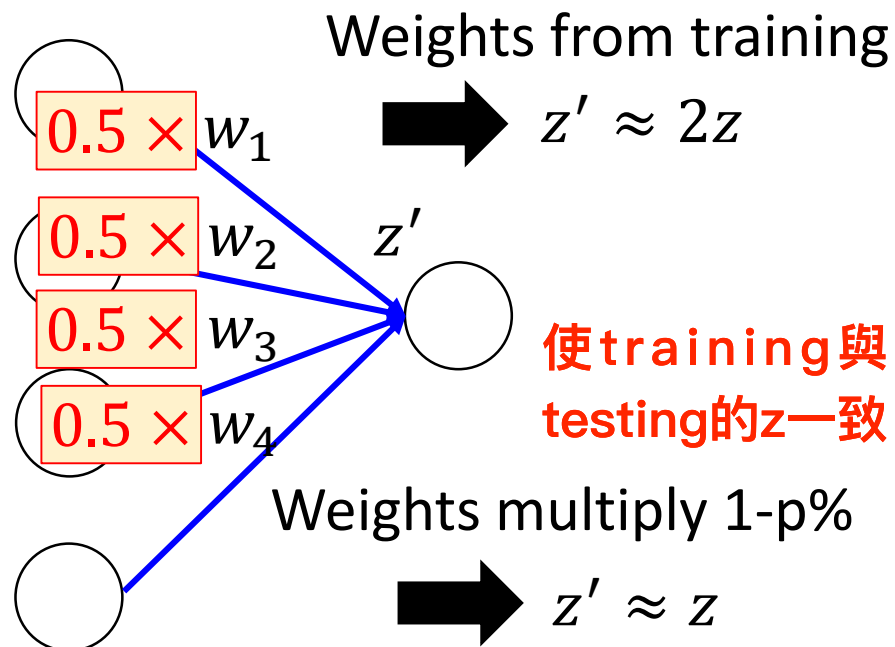 Weights from training
z′ ≈ 2z
0.5 × w₁
0.5 × w₂
z′
0.5 × w₃
0.5 × w₄
使training與
testing的z一致
Weights multiply 1-p%
z′ ≈ z